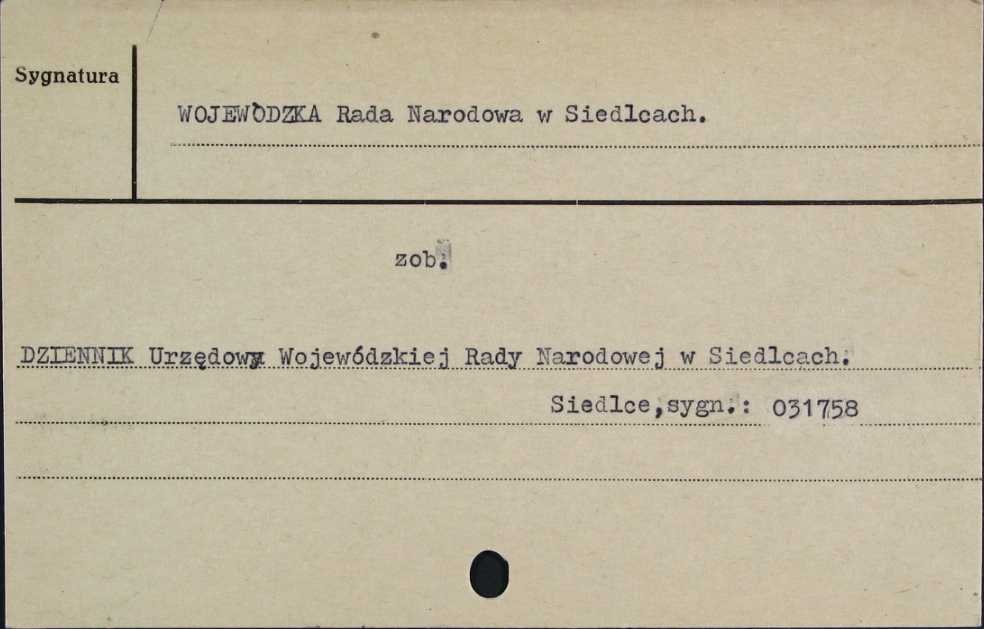 Sygnatura
WOJEWÓDZKA Rada Narodowa w Siedlcach.
zob.
DZIENNIK Urzędowy Wojewódzkiej Rady Narodowej w Siedlcach.
Siedlce,sygn.: 031758